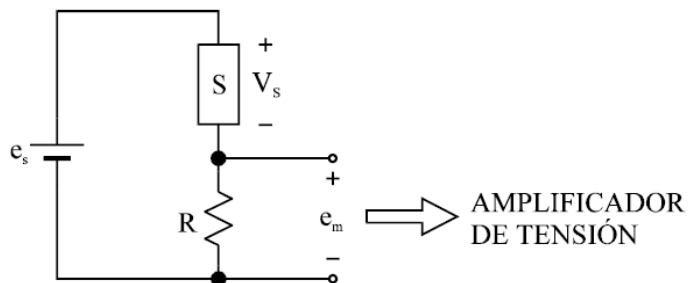 +
S
V_s
−
e_s
+
R
e_m
−
AMPLIFICADOR
DE TENSIÓN